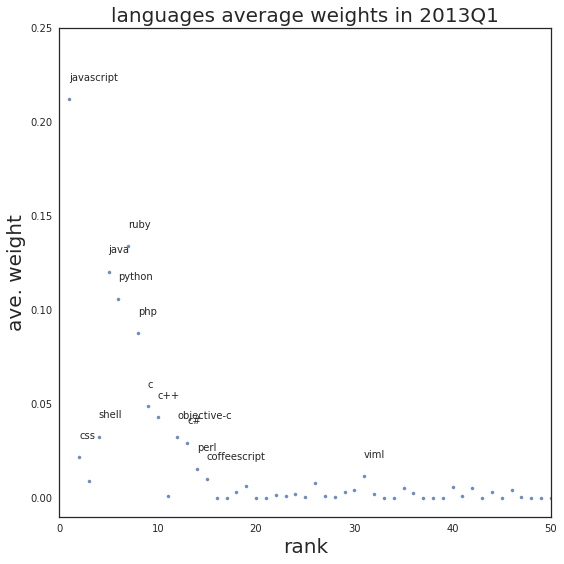 languages average weights in 2013Q1
0.25
javascript
0.20
0.15
ruby
java
python
php
0.10
ave. weight
c
c++
0.05
shell
objective-c
c#
css
perl
coffeescript
viml
0.00
0
10
20
30
40
50
rank